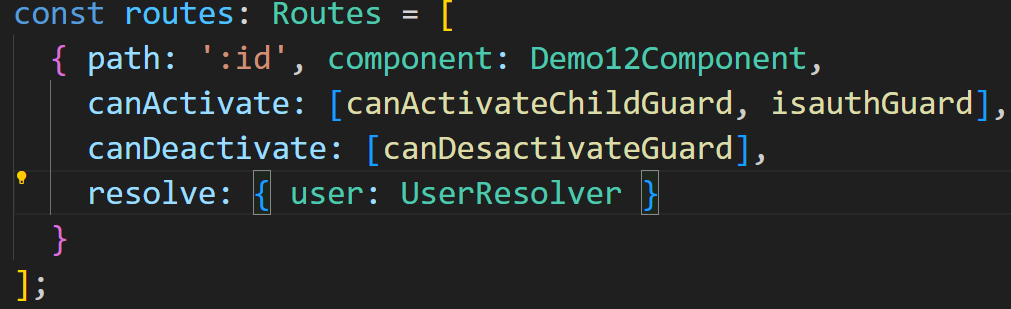 const routes: Routes = [
{ path: ':id', component: Demo12Component,
canActivate: [canActivateChildGuard, isauthGuard],
canDeactivate: [canDesactivateGuard],
resolve: { user: UserResolver }
}
];